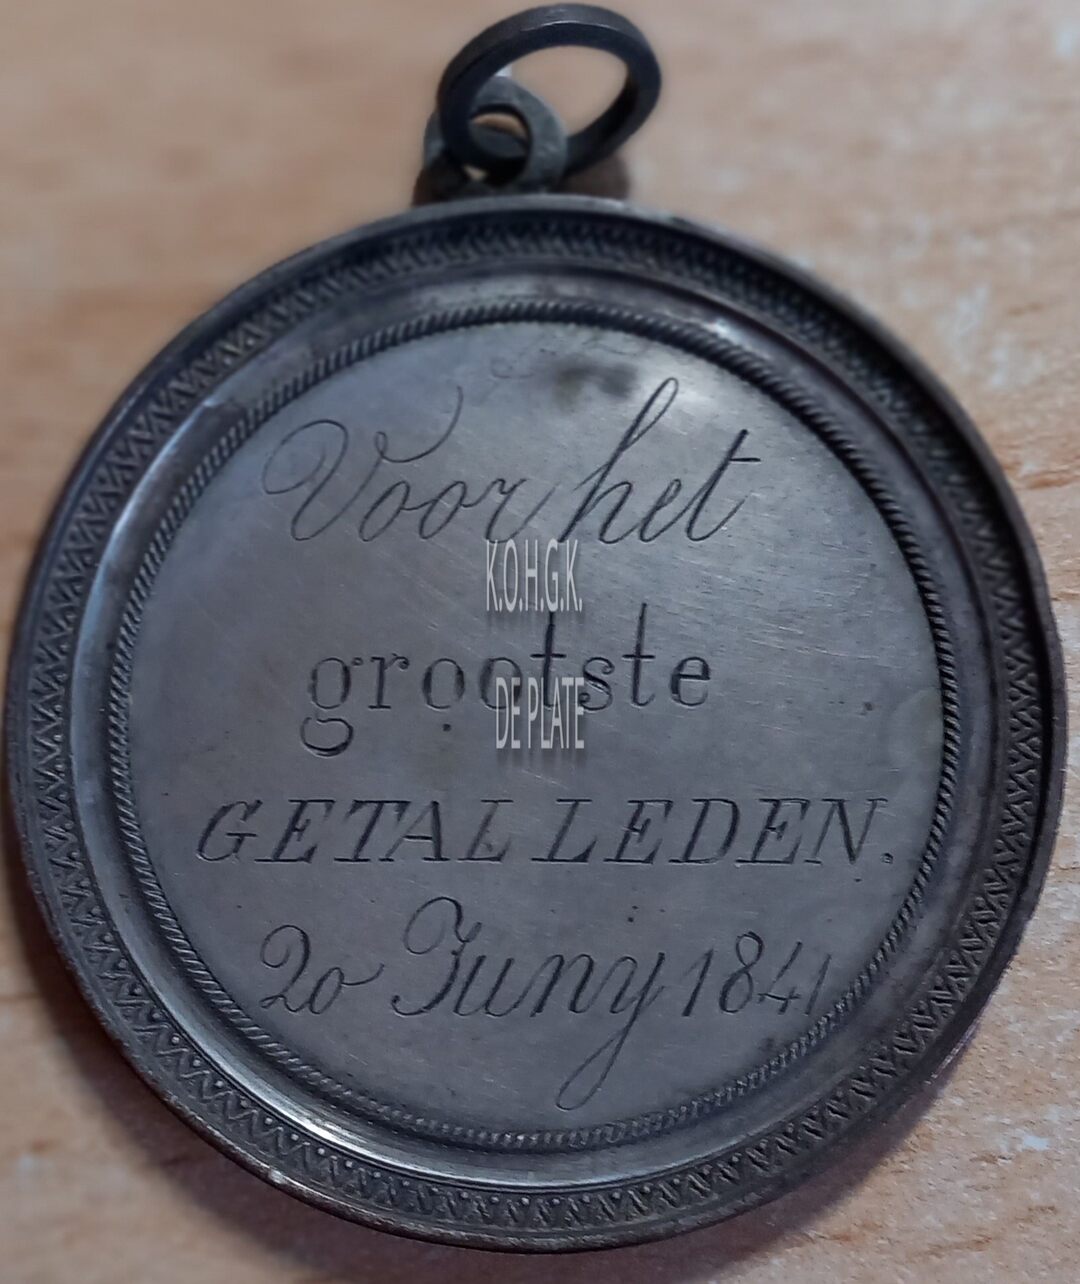 Voor het
K.O.H.G.K.
grootste
DE PLATE
GETAL LEDEN.
20 Juny 1841